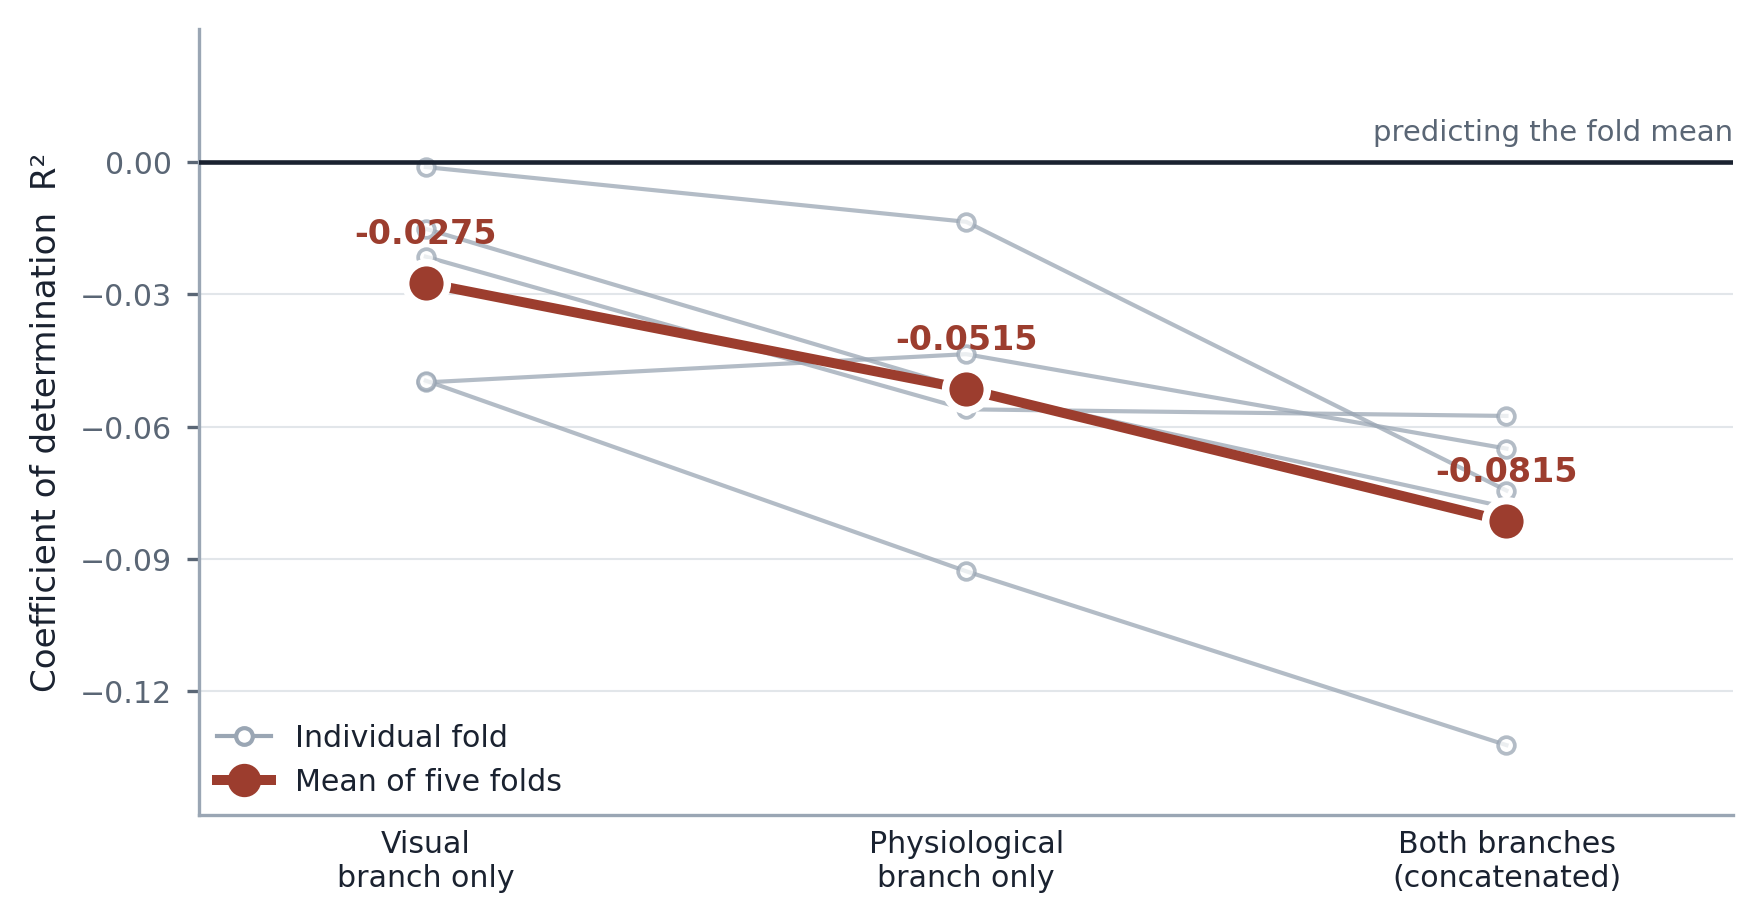 predicting the fold mean
Coefficient of determination R²
0.00
−0.03
−0.06
−0.09
−0.12
-0.0275
-0.0515
-0.0815
Individual fold
Mean of five folds
Visual
branch only
Physiological
branch only
Both branches
(concatenated)